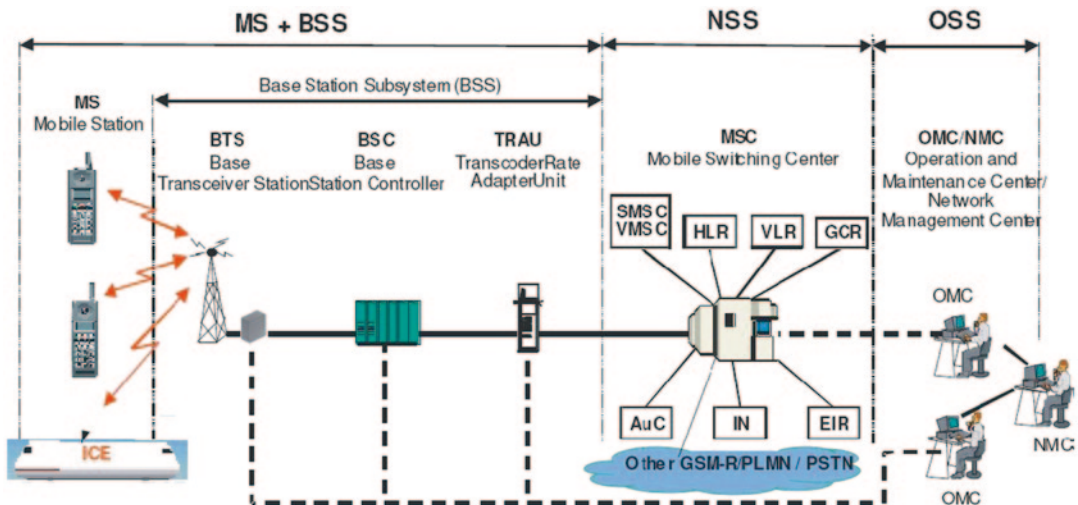 MS + BSS
NSS
OSS
Base Station Subsystem (BSS)
MS
Mobile Station
BTS
Base
Transceiver Station
BSC
Base
Station Controller
TRAU
TranscoderRate
AdapterUnit
MSC
Mobile Switching Center
OMC/NMC
Operation and
Maintenance Center/
Network
Management Center
SMSC
VMSC
HLR
VLR
GCR
OMC
AuC
IN
EIR
NMC
ICE
Other GSM-R/PLMN / PSTN
OMC